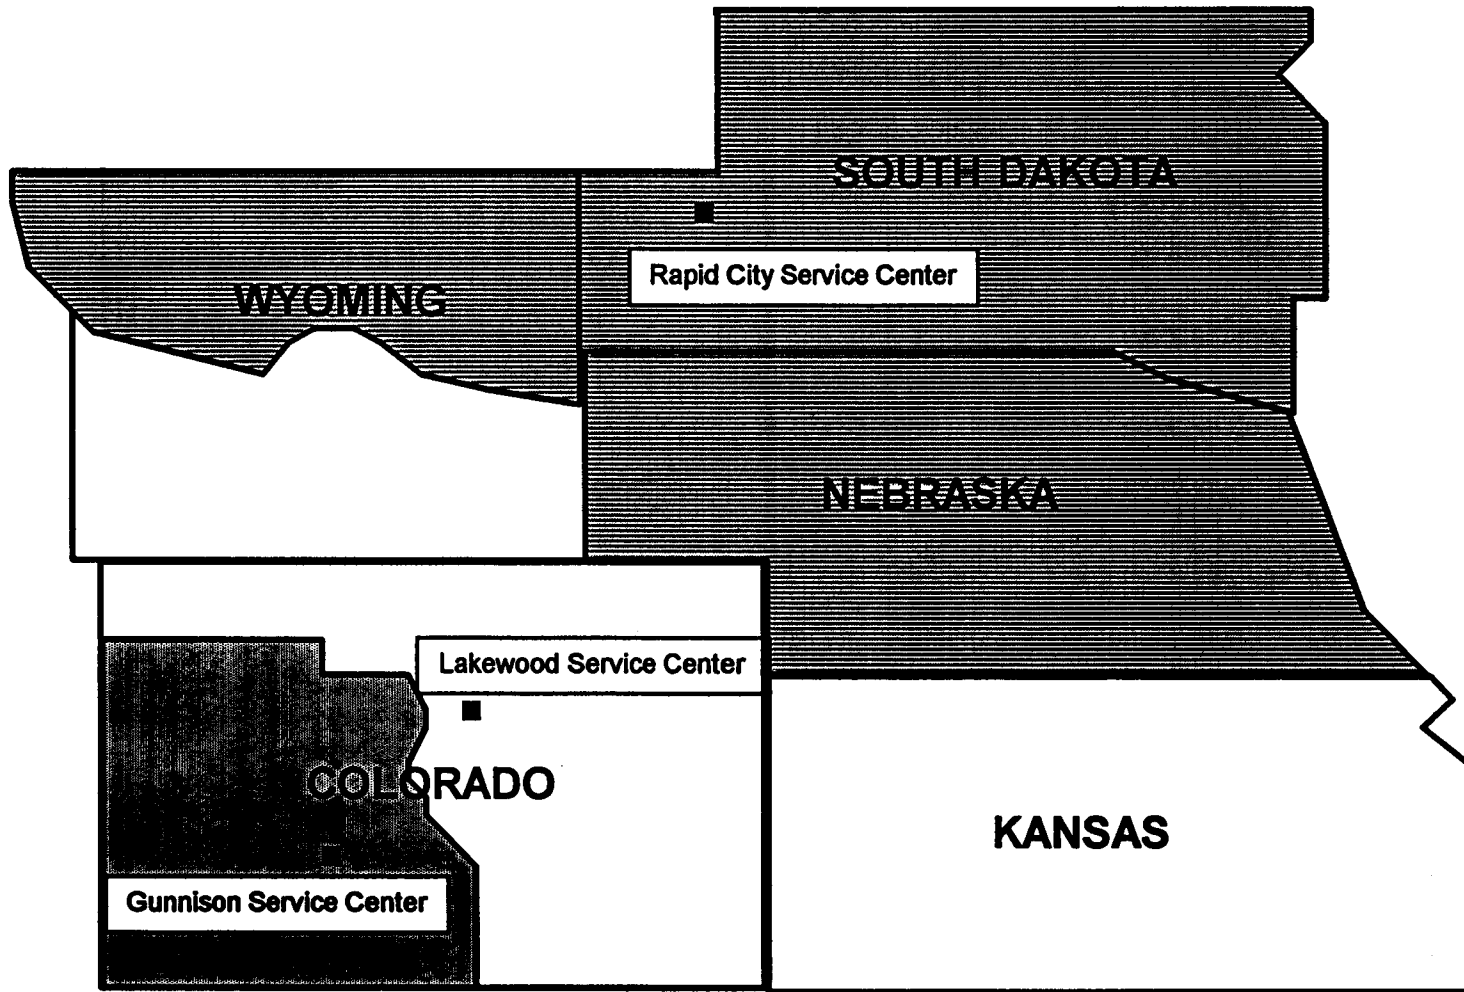 SOUTH DAKOTA
Rapid City Service Center
WYOMING
NEBRASKA
Lakewood Service Center
COLORADO
KANSAS
Gunnison Service Center